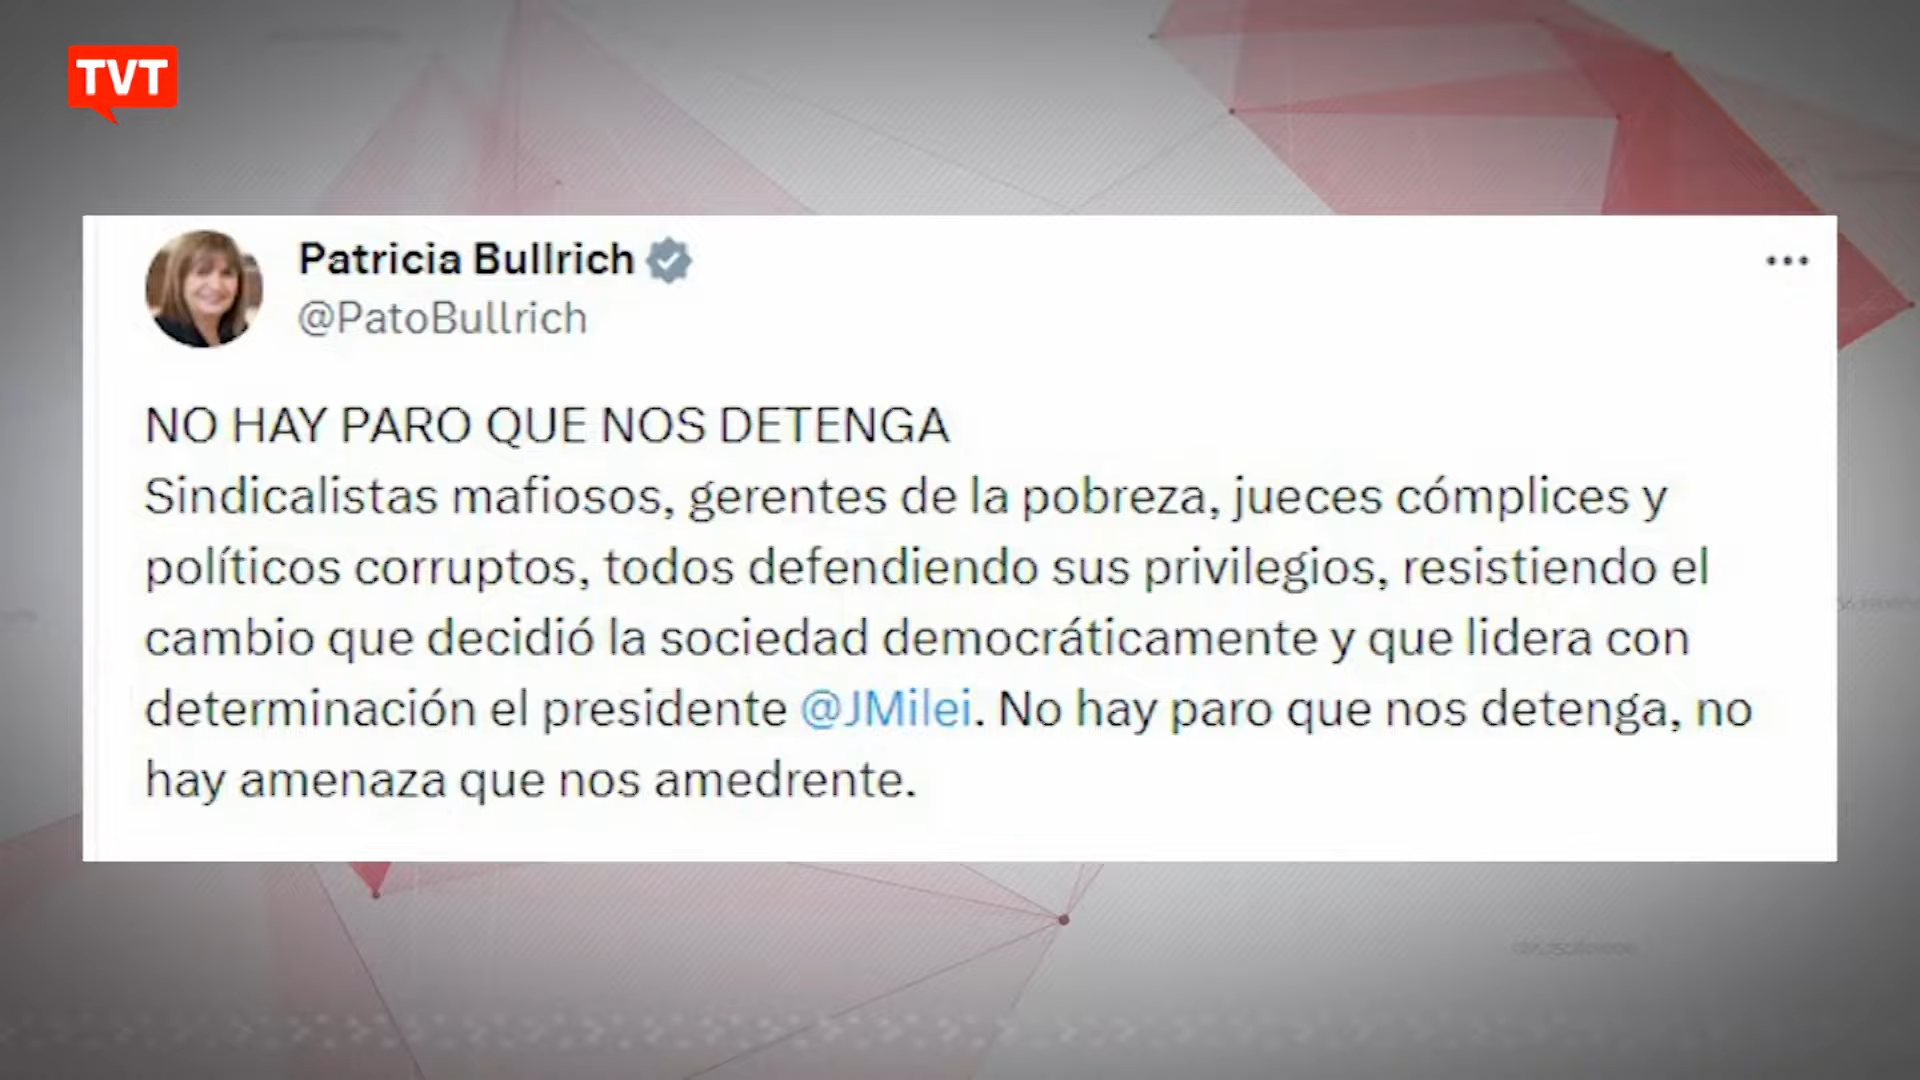 TVT
Patricia Bullrich
@PatoBullrich
NO HAY PARO QUE NOS DETENGA
Sindicalistas mafiosos, gerentes de la pobreza, jueces cómplices y
políticos corruptos, todos defendiendo sus privilegios, resistiendo el
cambio que decidió la sociedad democráticamente y que lidera con
determinación el presidente @JMilei. No hay paro que nos detenga, no
hay amenaza que nos amedrente.